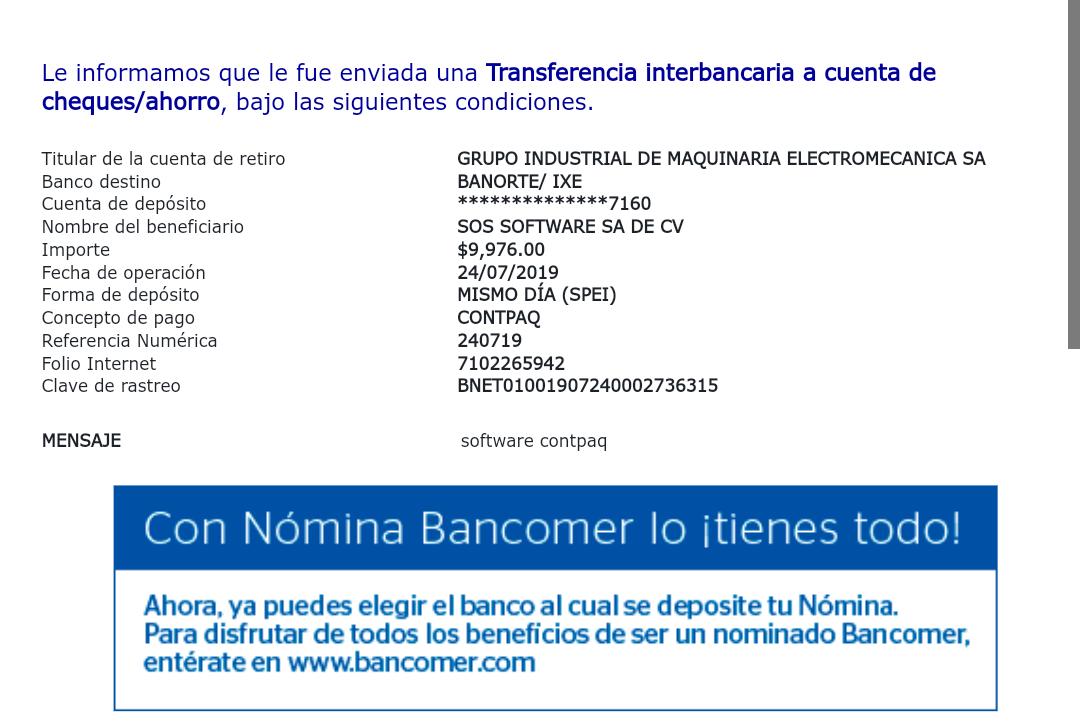 Le informamos que le fue enviada una Transferencia interbancaria a cuenta de
cheques/ahorro, bajo las siguientes condiciones.
Titular de la cuenta de retiro GRUPO INDUSTRIAL DE MAQUINARIA ELECTROMECANICA SA
Banco destino BANORTE/ IXE
Cuenta de depósito **************7160
Nombre del beneficiario SOS SOFTWARE SA DE CV
Importe $9,976.00
Fecha de operación 24/07/2019
Forma de depósito MISMO DÍA (SPEI)
Concepto de pago CONTPAQ
Referencia Numérica 240719
Folio Internet 7102265942
Clave de rastreo BNET01001907240002736315
MENSAJE software contpaq
Con Nómina Bancomer lo ¡tienes todo!
Ahora, ya puedes elegir el banco al cual se deposite tu Nómina.
Para disfrutar de todos los beneficios de ser un nominado Bancomer,
entérate en www.bancomer.com